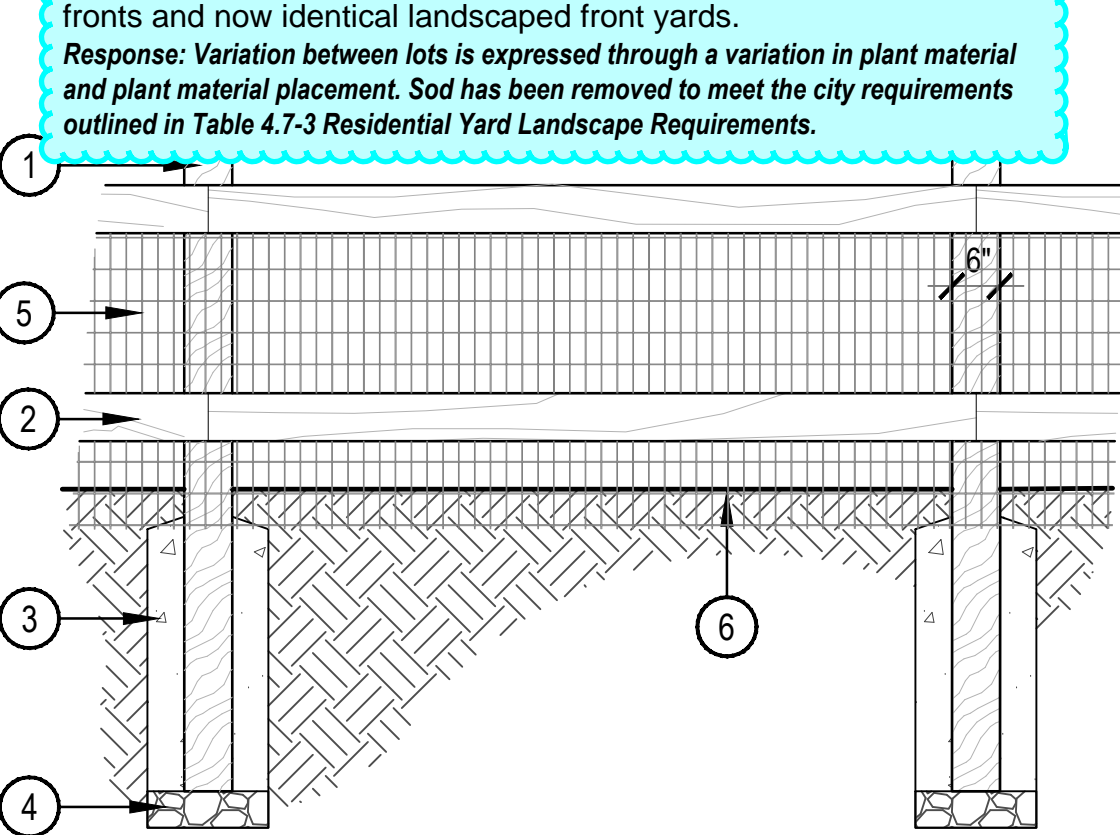 fronts and now identical landscaped front yards.
Response: Variation between lots is expressed through a variation in plant material
and plant material placement. Sod has been removed to meet the city requirements
outlined in Table 4.7-3 Residential Yard Landscape Requirements.
1
6"
5
2
3
6
4